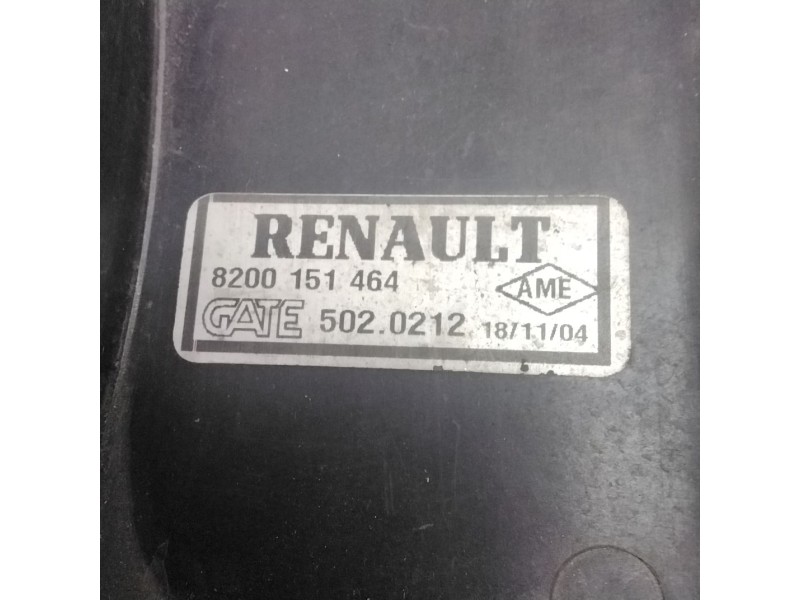 RENAULT
8200 151 464
AME
GATE 502.0212 18/11/04